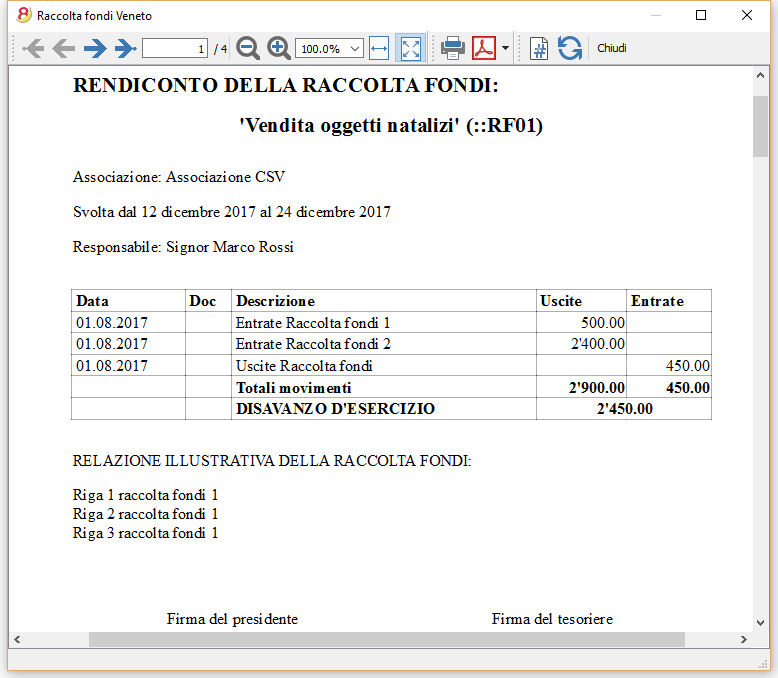 Raccolta fondi Veneto
1 / 4 100.0% Chiudi
RENDICONTO DELLA RACCOLTA FONDI:
'Vendita oggetti natalizi' (::RF01)
Associazione: Associazione CSV
Svolta dal 12 dicembre 2017 al 24 dicembre 2017
Responsabile: Signor Marco Rossi
Data Doc Descrizione Uscite Entrate
01.08.2017 Entrate Raccolta fondi 1 500.00
01.08.2017 Entrate Raccolta fondi 2 2'400.00
01.08.2017 Uscite Raccolta fondi 450.00
Totali movimenti 2'900.00 450.00
DISAVANZO D'ESERCIZIO 2'450.00
RELAZIONE ILLUSTRATIVA DELLA RACCOLTA FONDI:
Riga 1 raccolta fondi 1
Riga 2 raccolta fondi 1
Riga 3 raccolta fondi 1
Firma del presidente Firma del tesoriere